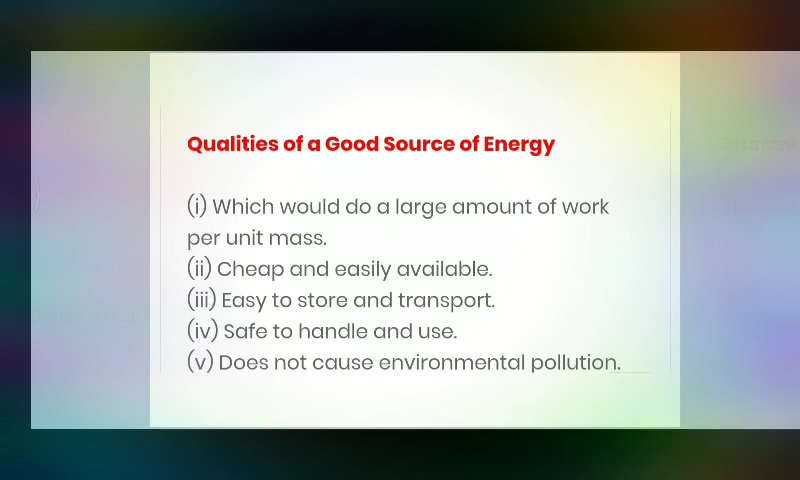 Qualities of a Good Source of Energy
(i) Which would do a large amount of work
per unit mass.
(ii) Cheap and easily available.
(iii) Easy to store and transport.
(iv) Safe to handle and use.
(v) Does not cause environmental pollution.